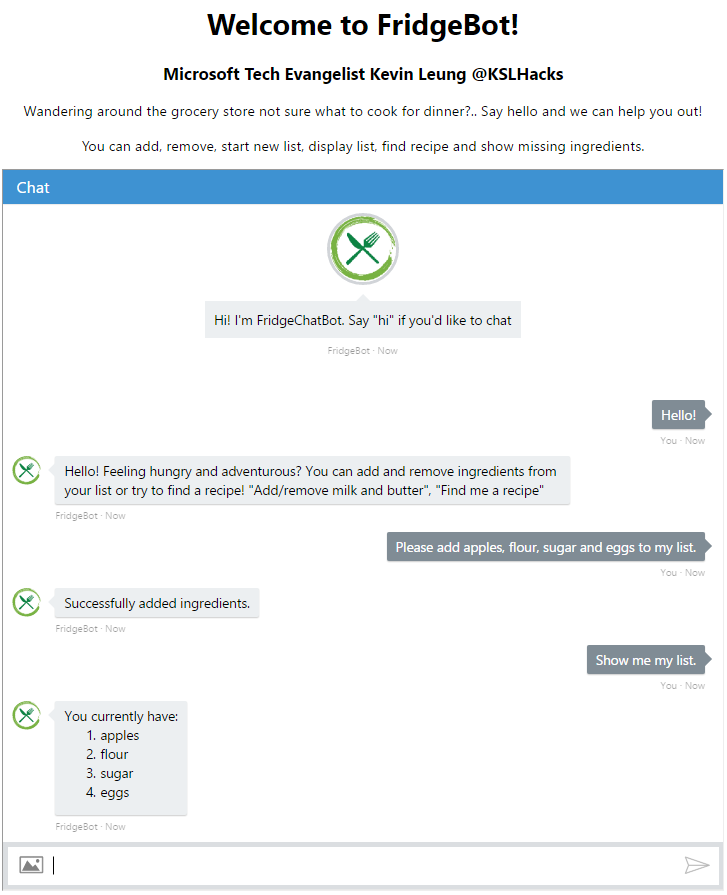 Welcome to FridgeBot!
Microsoft Tech Evangelist Kevin Leung @KSLHacks
Wandering around the grocery store not sure what to cook for dinner?.. Say hello and we can help you out!
You can add, remove, start new list, display list, find recipe and show missing ingredients.
Chat
Hi! I'm FridgeChatBot. Say "hi" if you'd like to chat
FridgeBot · Now
Hello!
You · Now
Hello! Feeling hungry and adventurous? You can add and remove ingredients from
your list or try to find a recipe! "Add/remove milk and butter", "Find me a recipe"
FridgeBot · Now
Please add apples, flour, sugar and eggs to my list.
You · Now
Successfully added ingredients.
FridgeBot · Now
Show me my list.
You · Now
You currently have:
1. apples
2. flour
3. sugar
4. eggs
FridgeBot · Now